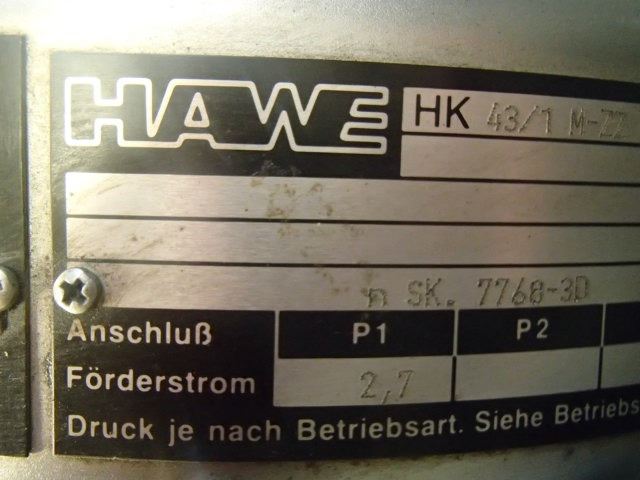 HAWE
HK 43/1 M-ZZ
n SK. 7768-3D
Anschluß P1 P2
Förderstrom 2,7
Druck je nach Betriebsart. Siehe Betriebs